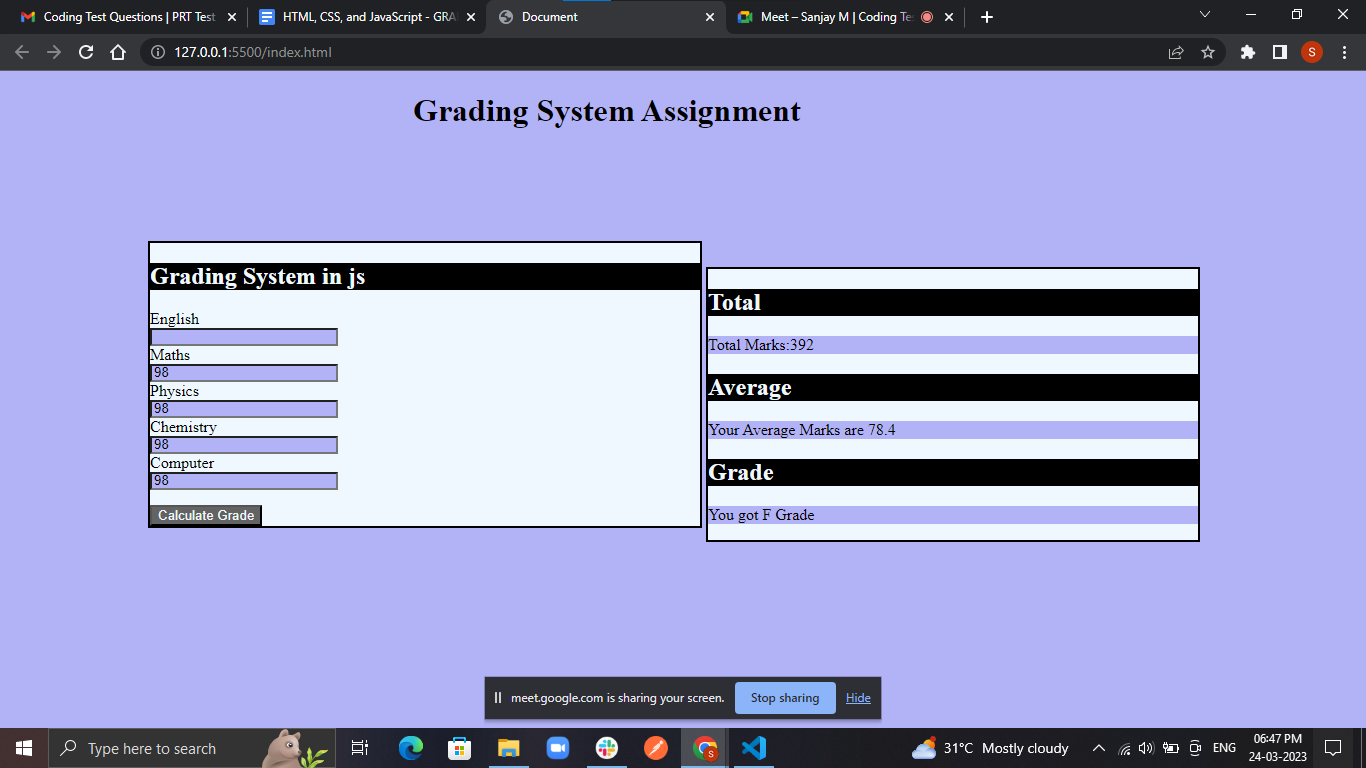 Coding Test Questions | PRT Test
HTML, CSS, and JavaScript - GRA
Document
Meet – Sanjay M | Coding Te
127.0.0.1:5500/index.html
S
Grading System Assignment
Grading System in js
English
Maths
98
Physics
98
Chemistry
98
Computer
98
Calculate Grade
Total
Total Marks:392
Average
Your Average Marks are 78.4
Grade
You got F Grade
meet.google.com is sharing your screen.
Stop sharing
Hide
Type here to search
S
31°C Mostly cloudy
ENG
06:47 PM
24-03-2023